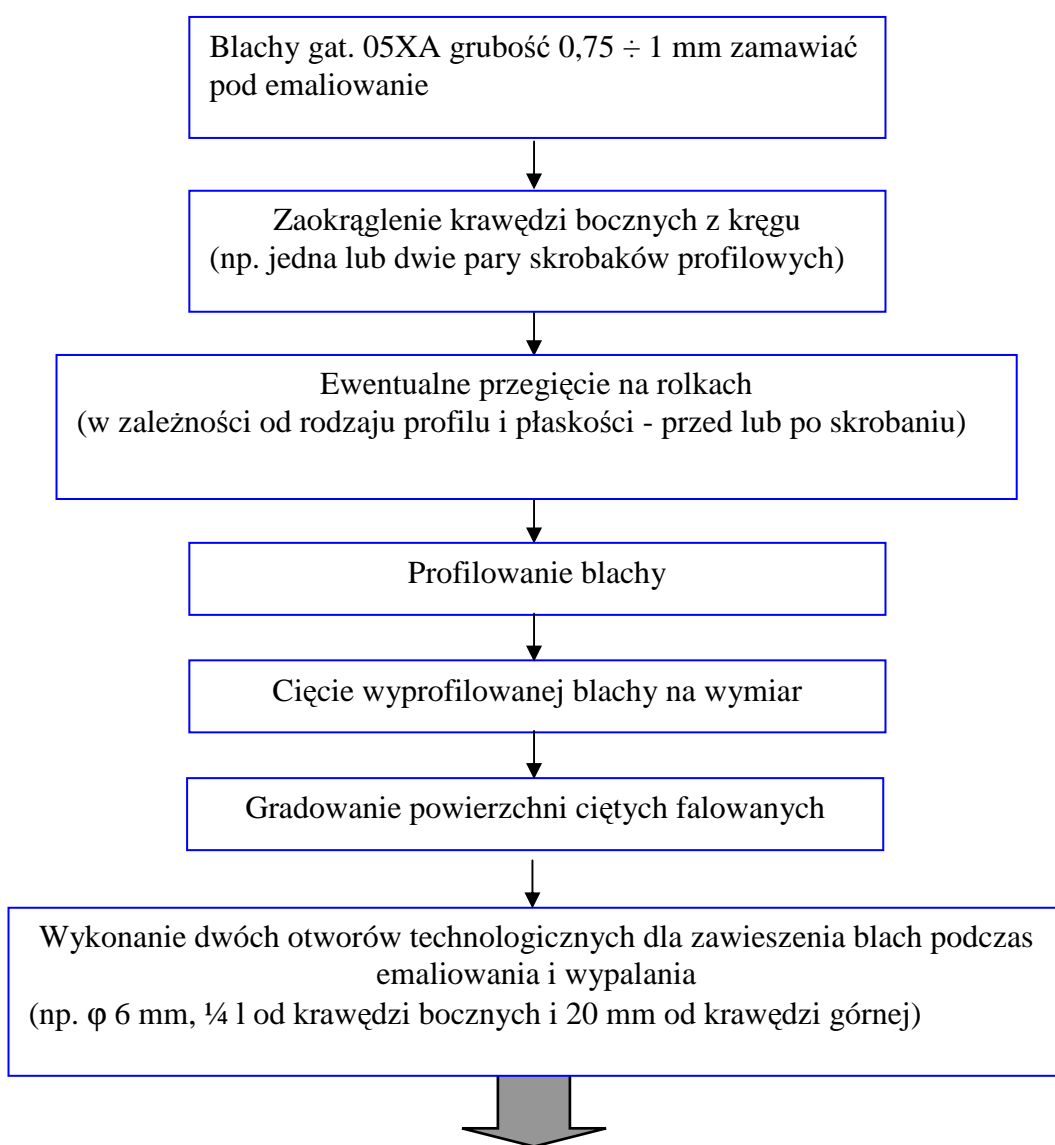 Blachy gat. 05XA grubość 0,75 ÷ 1 mm zamawiać
pod emaliowanie
Zaokrąglenie krawędzi bocznych z kręgu
(np. jedna lub dwie pary skrobaków profilowych)
Ewentualne przegięcie na rolkach
(w zależności od rodzaju profilu i płaskości - przed lub po skrobaniu)
Profilowanie blachy
Cięcie wyprofilowanej blachy na wymiar
Gradowanie powierzchni ciętych falowanych
Wykonanie dwóch otworów technologicznych dla zawieszenia blach podczas
emaliowania i wypalania
(np. φ 6 mm, ¼ l od krawędzi bocznych i 20 mm od krawędzi górnej)